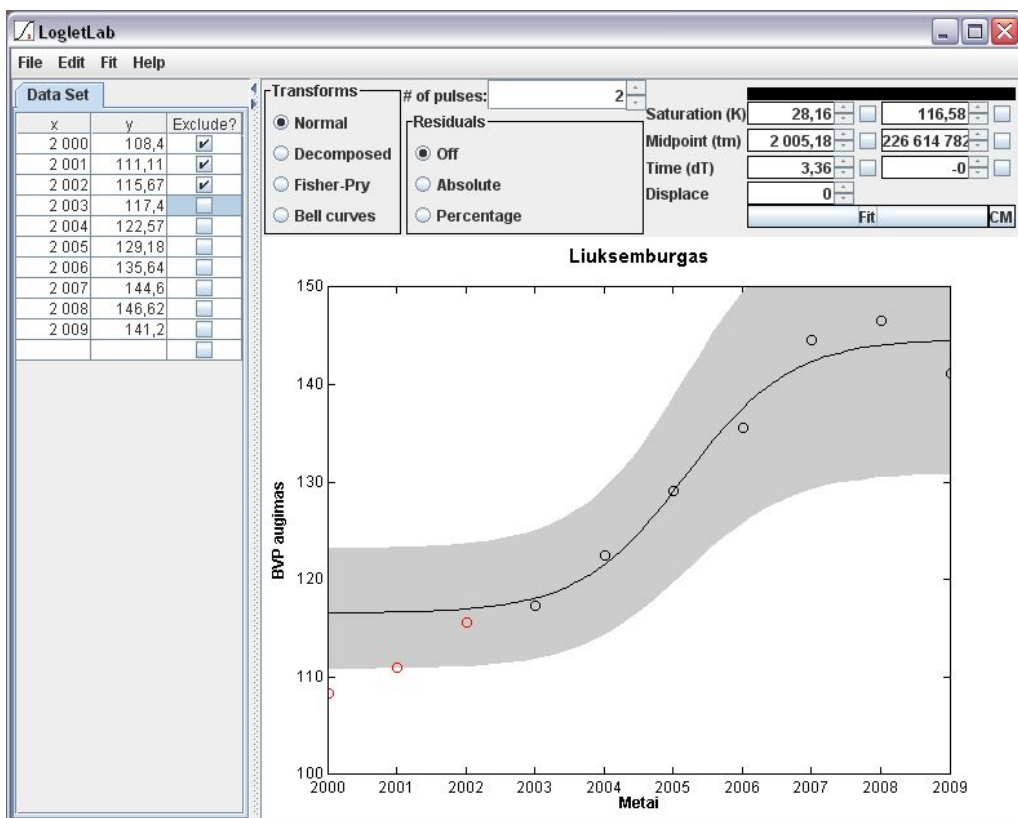 LogletLab
File Edit Fit Help
Data Set
x y Exclude?
2 000 108,4
2 001 111,11
2 002 115,67
2 003 117,4
2 004 122,57
2 005 129,18
2 006 135,64
2 007 144,6
2 008 146,62
2 009 141,2
Transforms
Normal
Decomposed
Fisher-Pry
Bell curves
# of pulses: 2
Residuals
Off
Absolute
Percentage
Saturation (K) 28,16 116,58
Midpoint (tm) 2 005,18 226 614 782
Time (dT) 3,36 -0
Displace 0
Fit CM
Liuksemburgas
BVP augimas
150
140
130
120
110
100
2000 2001 2002 2003 2004 2005 2006 2007 2008 2009
Metai